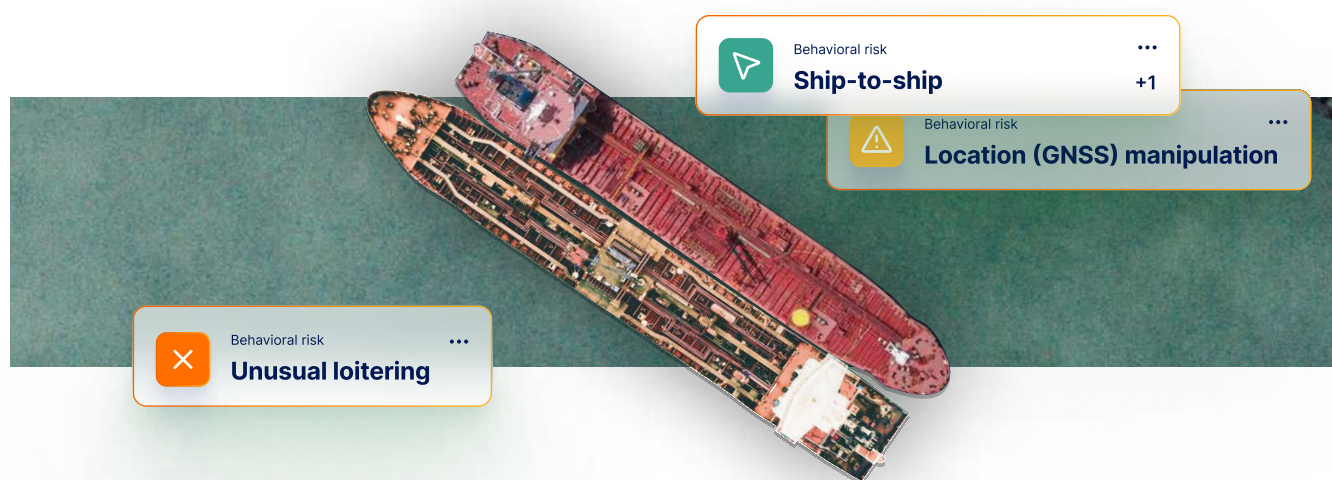 Behavioral risk
Ship-to-ship
+1
Behavioral risk
Location (GNSS) manipulation
Behavioral risk
Unusual loitering